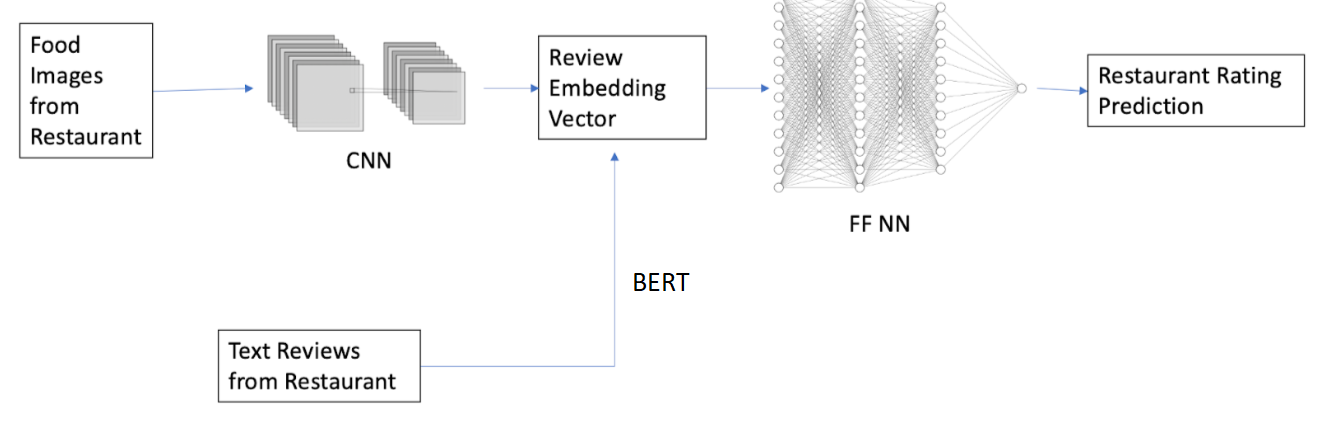 Food
Images
from
Restaurant
CNN
Review
Embedding
Vector
FF NN
Restaurant Rating
Prediction
BERT
Text Reviews
from Restaurant